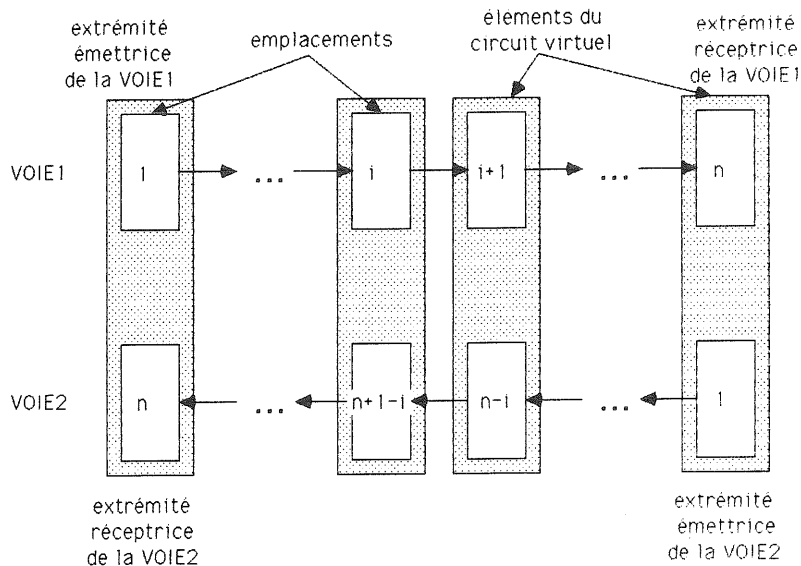 extrémité
émettrice
de la VOIE1
emplacements
éléments du
circuit virtuel
extrémité
réceptrice
de la VOIE1
VOIE1
1
...
i
i+1
...
n
VOIE2
n
...
n+1-i
n-i
...
1
extrémité
réceptrice
de la VOIE2
extrémité
émettrice
de la VOIE2